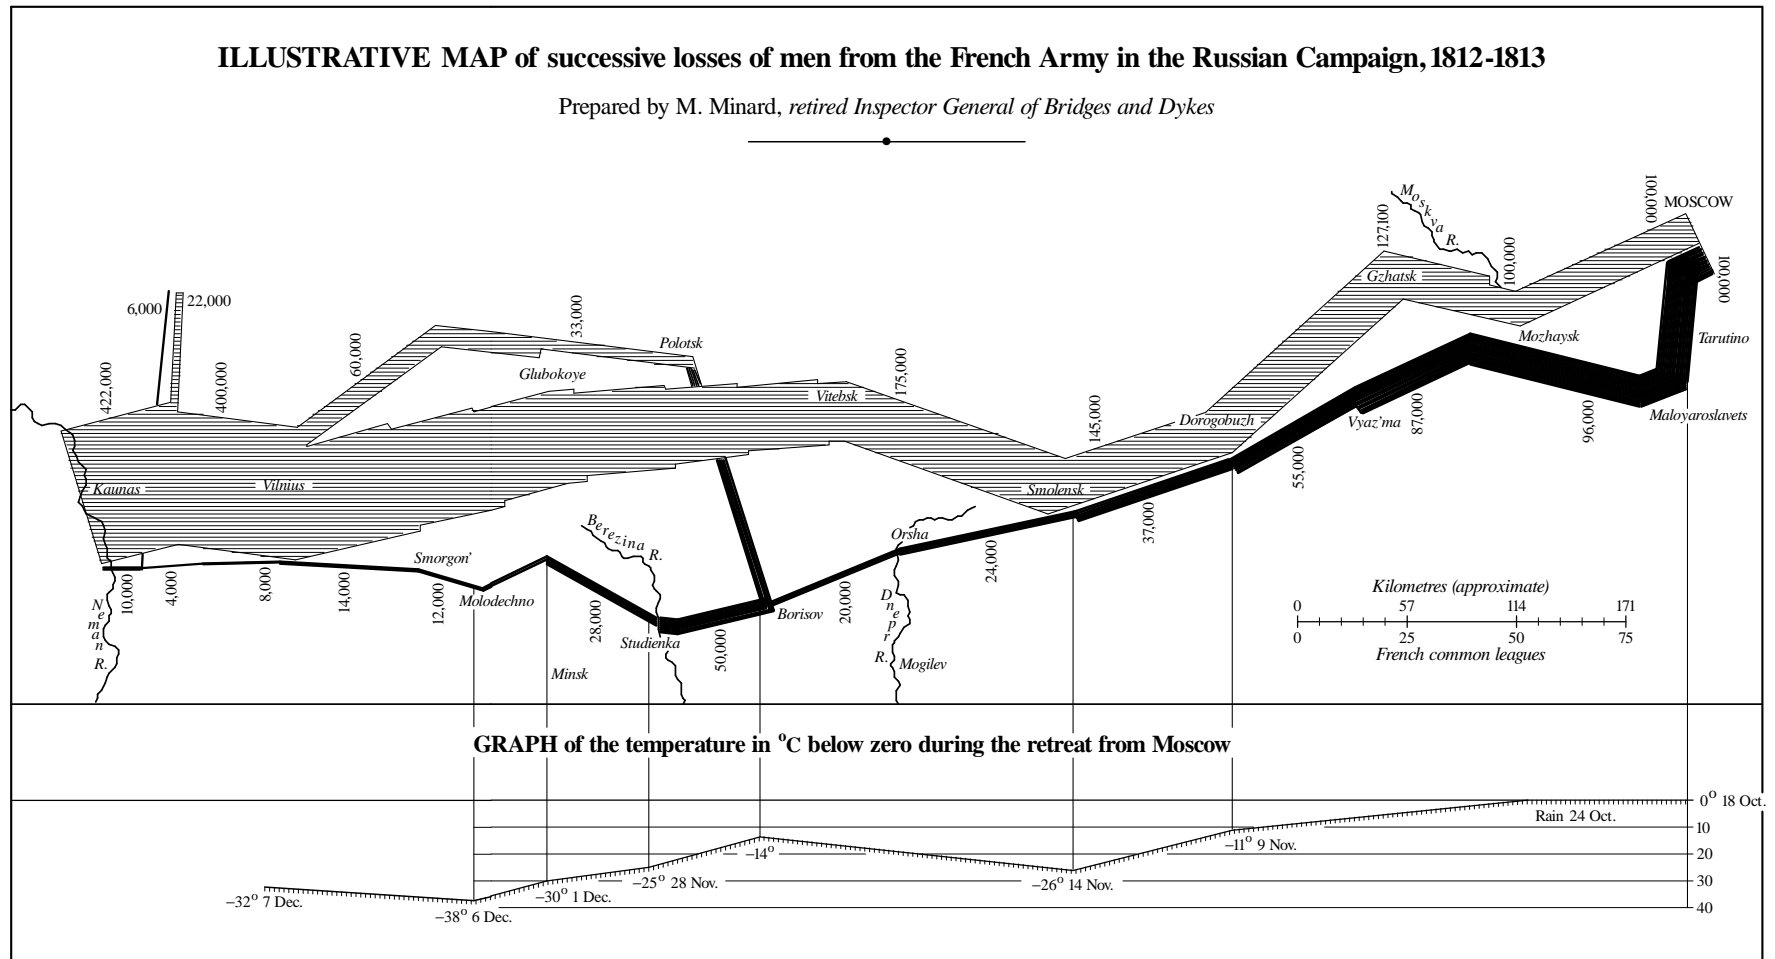 ILLUSTRATIVE MAP of successive losses of men from the French Army in the Russian Campaign, 1812-1813
Prepared by M. Minard, retired Inspector General of Bridges and Dykes
Moskva R.
100,000
MOSCOW
127,100
100,000
Gzhatsk
100,000
6,000
22,000
33,000
60,000
Polotsk
Mozhaysk
Tarutino
422,000
400,000
Glubokoye
175,000
Vitebsk
145,000
Dorogobuzh
Vyaz'ma
87,000
96,000
Maloyaroslavets
Kaunas
Vilnius
Smolensk
55,000
Berezina R.
Orsha
37,000
24,000
Smorgon'
10,000
4,000
8,000
14,000
12,000
Molodechno
28,000
Studienka
50,000
Borisov
20,000
Neman R.
Dnepr R.
Minsk
Mogilev
Kilometres (approximate)
0 57 114 171
0 25 50 75
French common leagues
GRAPH of the temperature in °C below zero during the retreat from Moscow
0° 18 Oct.
Rain 24 Oct.
10
–11° 9 Nov.
–14°
20
–25° 28 Nov.
–26° 14 Nov.
30
–30° 1 Dec.
–32° 7 Dec.
–38° 6 Dec.
40